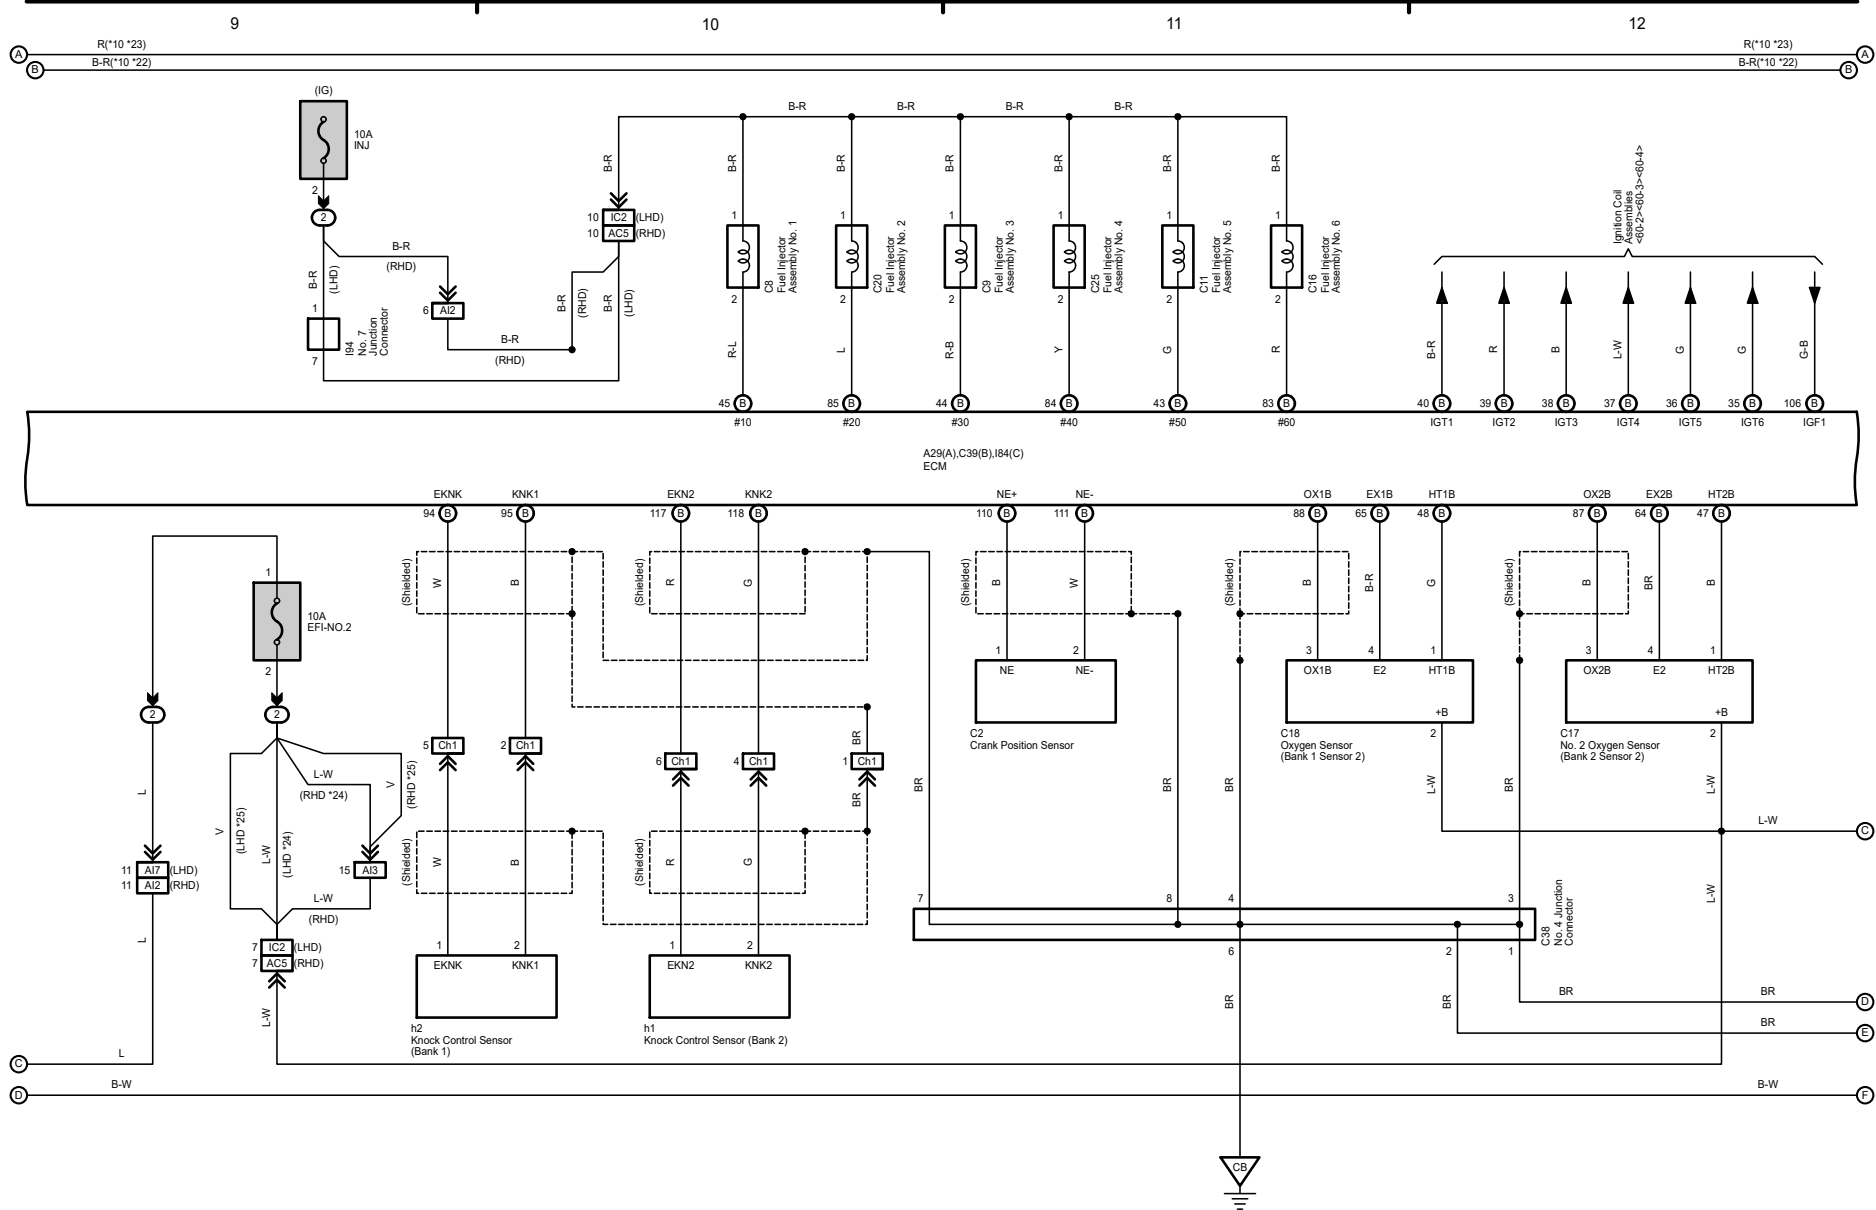 9
10
11
12
A
R(*10 *23)
R(*10 *23)
A
B
B-R(*10 *22)
B-R(*10 *22)
B
(IG)
10A
INJ
2
2
B-R
(RHD)
B-R
(LHD)
1
7
I94
No. 7
Junction
Connector
6 AI2
B-R
(RHD)
B-R
(RHD)
B-R
(LHD)
B-R
10 IC2 (LHD)
10 AC5 (RHD)
B-R
B-R
B-R
B-R
B-R
1
2
C8
Fuel Injector
Assembly No. 1
R-L
B-R
1
2
C20
Fuel Injector
Assembly No. 2
L
B-R
1
2
C9
Fuel Injector
Assembly No. 3
R-B
B-R
1
2
C25
Fuel Injector
Assembly No. 4
Y
B-R
1
2
C11
Fuel Injector
Assembly No. 5
G
B-R
1
2
C16
Fuel Injector
Assembly No. 6
R
Ignition Coil
Assemblies
<60-2><60-3><60-4>
B-R
R
B
L-W
G
G
G-B
45 B
85 B
44 B
84 B
43 B
83 B
40 B
39 B
38 B
37 B
36 B
35 B
106 B
#10
#20
#30
#40
#50
#60
IGT1
IGT2
IGT3
IGT4
IGT5
IGT6
IGF1
A29(A),C39(B),I84(C)
ECM
EKNK
KNK1
EKN2
KNK2
NE+
NE-
OX1B
EX1B
HT1B
OX2B
EX2B
HT2B
94 B
95 B
117 B
118 B
110 B
111 B
88 B
65 B
48 B
87 B
64 B
47 B
1
10A
EFI-NO.2
2
2
2
L
11 AI7 (LHD)
11 AI2 (RHD)
L
V
(LHD *25)
L-W
(LHD *24)
L-W
(RHD *24)
V
(RHD *25)
15 AI3
L-W
(RHD)
7 IC2 (LHD)
7 AC5 (RHD)
L-W
(Shielded)
W
B
(Shielded)
R
G
(Shielded)
B
W
(Shielded)
B
B-R
G
(Shielded)
B
BR
B
5 Ch1
2 Ch1
6 Ch1
4 Ch1
BR
1 Ch1
BR
(Shielded)
W
B
(Shielded)
R
G
1
2
EKNK
KNK1
h2
Knock Control Sensor
(Bank 1)
1
2
EKN2
KNK2
h1
Knock Control Sensor (Bank 2)
1
2
NE
NE-
C2
Crank Position Sensor
3
4
1
OX1B
E2
HT1B
+B
2
C18
Oxygen Sensor
(Bank 1 Sensor 2)
L-W
3
4
1
OX2B
E2
HT2B
+B
2
C17
No. 2 Oxygen Sensor
(Bank 2 Sensor 2)
L-W
BR
BR
BR
BR
L-W
C
L-W
7
8
4
3
6
2
1
C38
No. 4 Junction
Connector
BR
BR
BR
BR
D
BR
E
C
L
D
B-W
B-W
F
CB